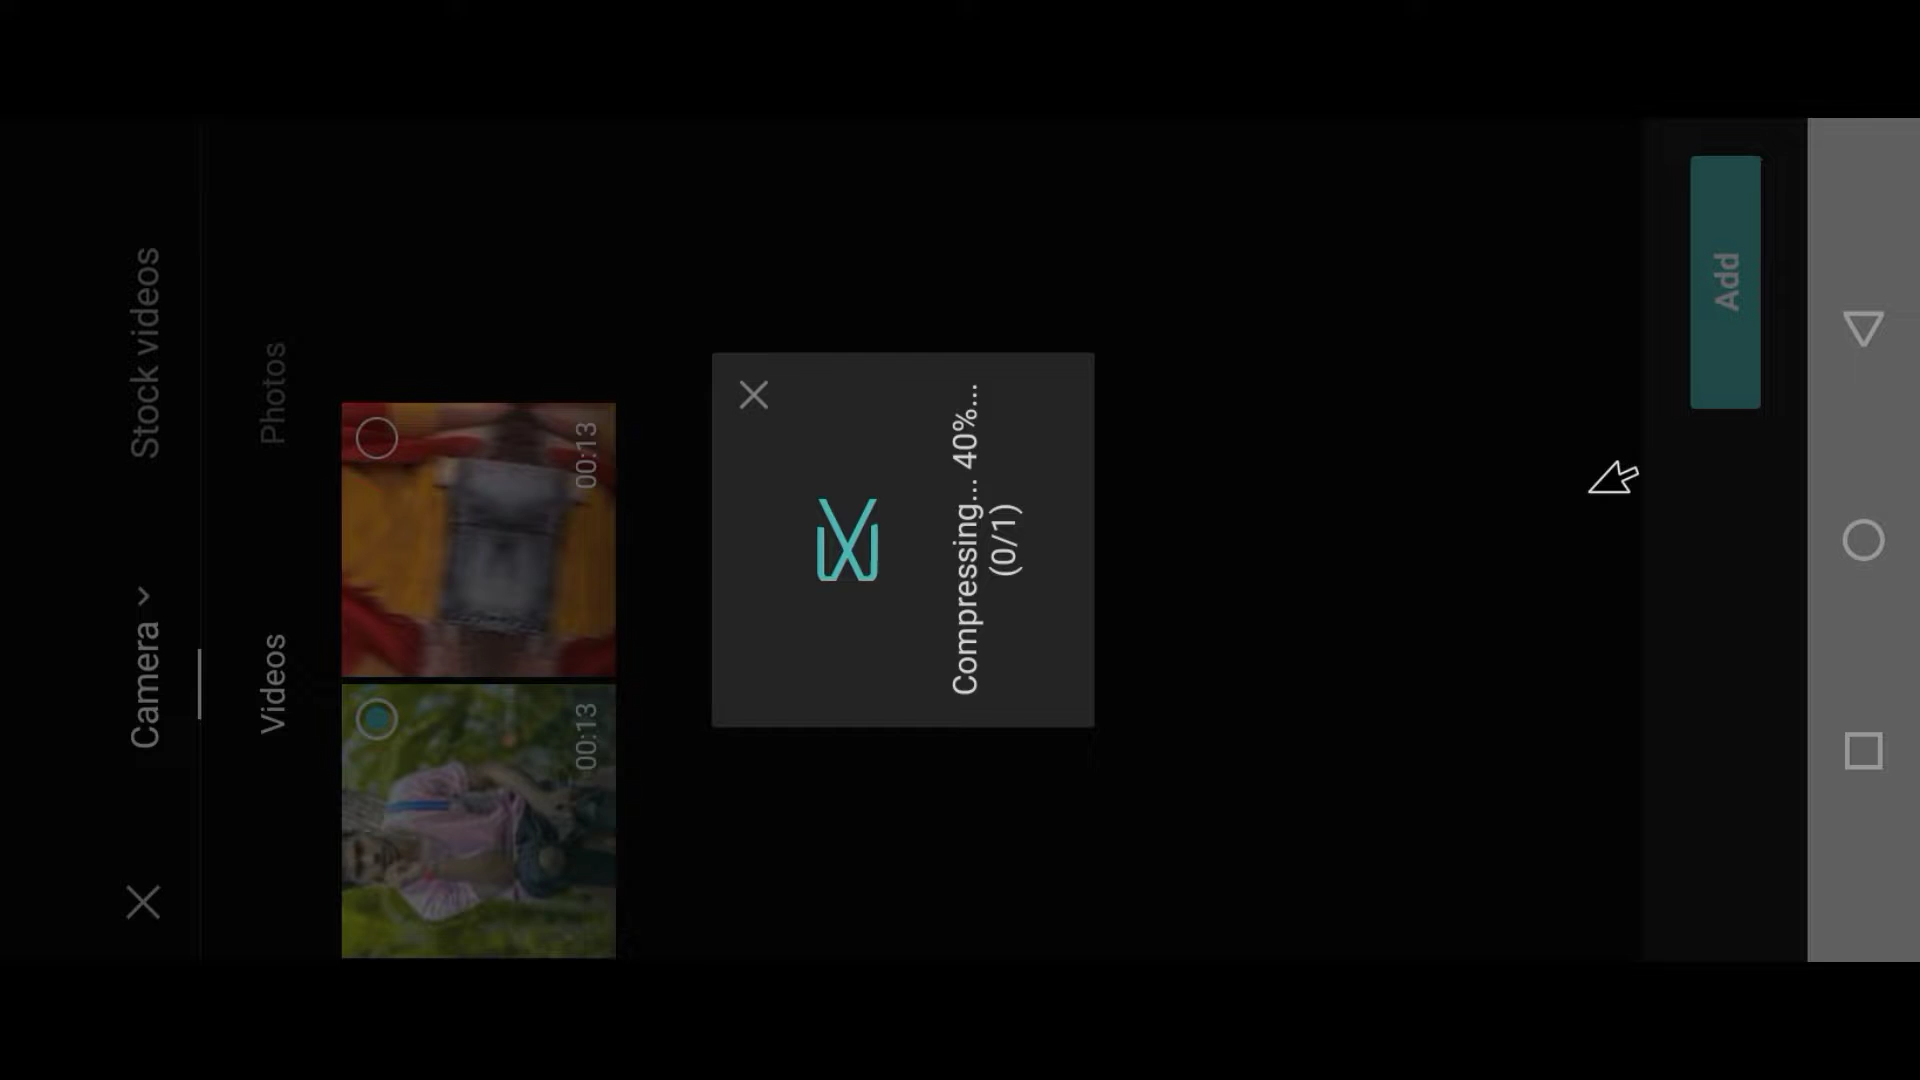 Camera
Stock videos
Videos
Photos
00:13
00:13
Compressing... 40%...
(0/1)
Add